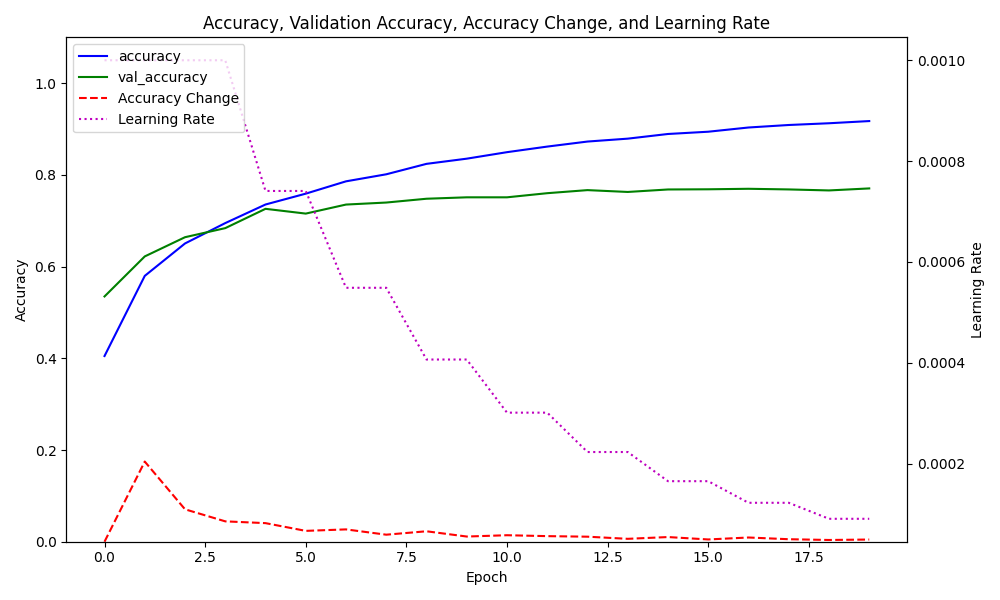 Accuracy, Validation Accuracy, Accuracy Change, and Learning Rate
accuracy
val_accuracy
Accuracy Change
Learning Rate
1.0
0.8
0.6
0.4
0.2
0.0
Accuracy
0.0010
0.0008
0.0006
0.0004
0.0002
Learning Rate
0.0 2.5 5.0 7.5 10.0 12.5 15.0 17.5
Epoch